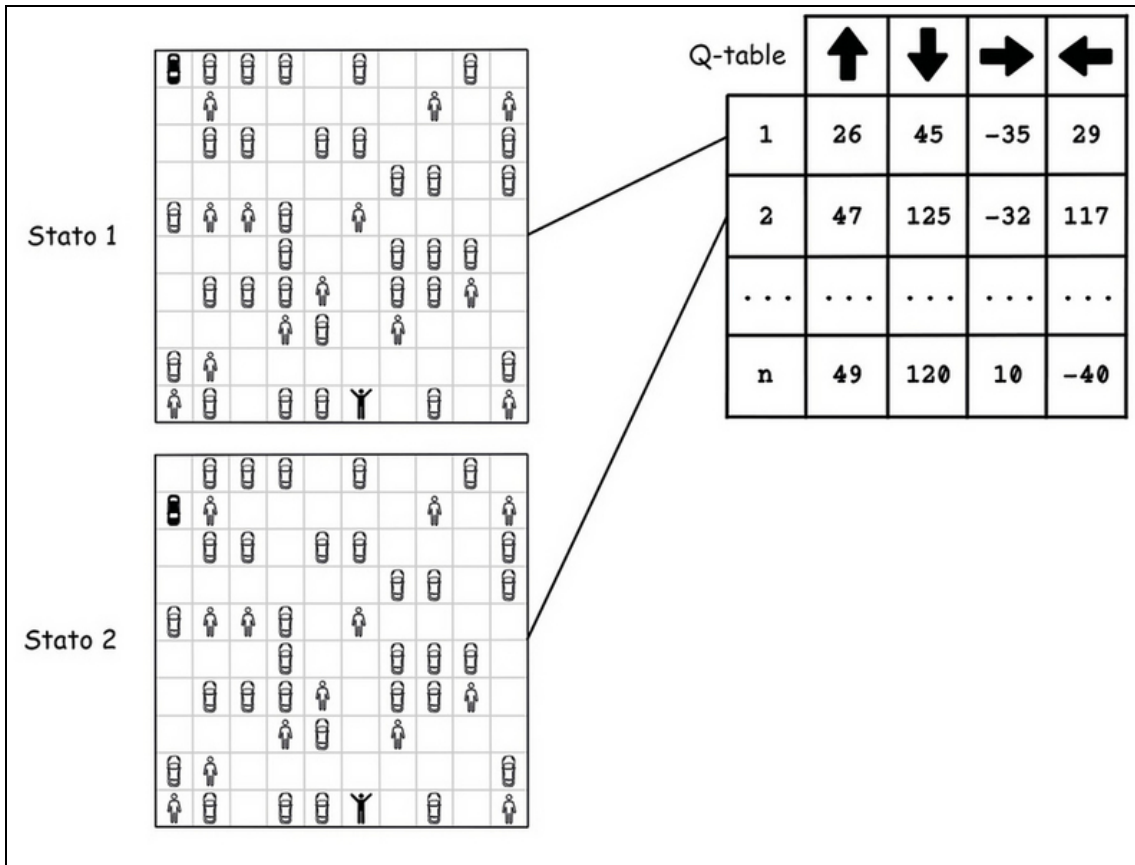 Q-table
1 26 45 -35 29
Stato 1
2 47 125 -32 117
... ... ... ... ...
n 49 120 10 -40
Stato 2